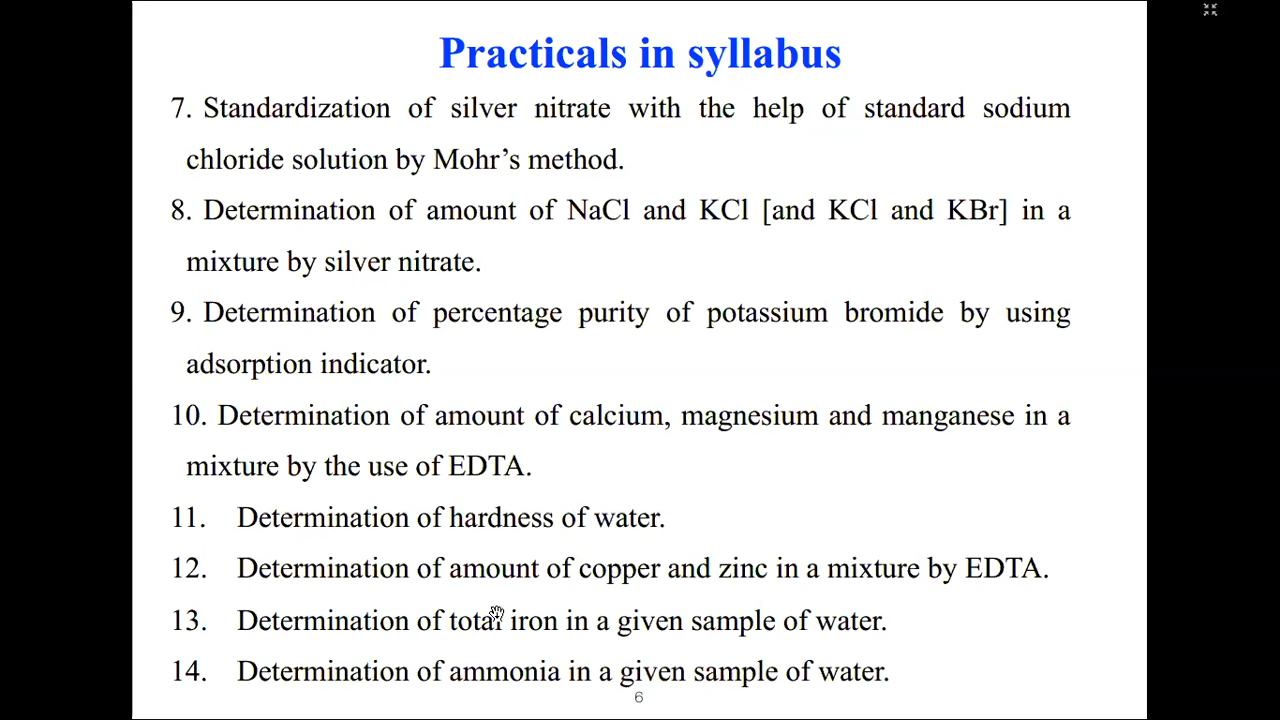 Practicals in syllabus
7. Standardization of silver nitrate with the help of standard sodium
chloride solution by Mohr’s method.
8. Determination of amount of NaCl and KCl [and KCl and KBr] in a
mixture by silver nitrate.
9. Determination of percentage purity of potassium bromide by using
adsorption indicator.
10. Determination of amount of calcium, magnesium and manganese in a
mixture by the use of EDTA.
11. Determination of hardness of water.
12. Determination of amount of copper and zinc in a mixture by EDTA.
13. Determination of total iron in a given sample of water.
14. Determination of ammonia in a given sample of water.
6